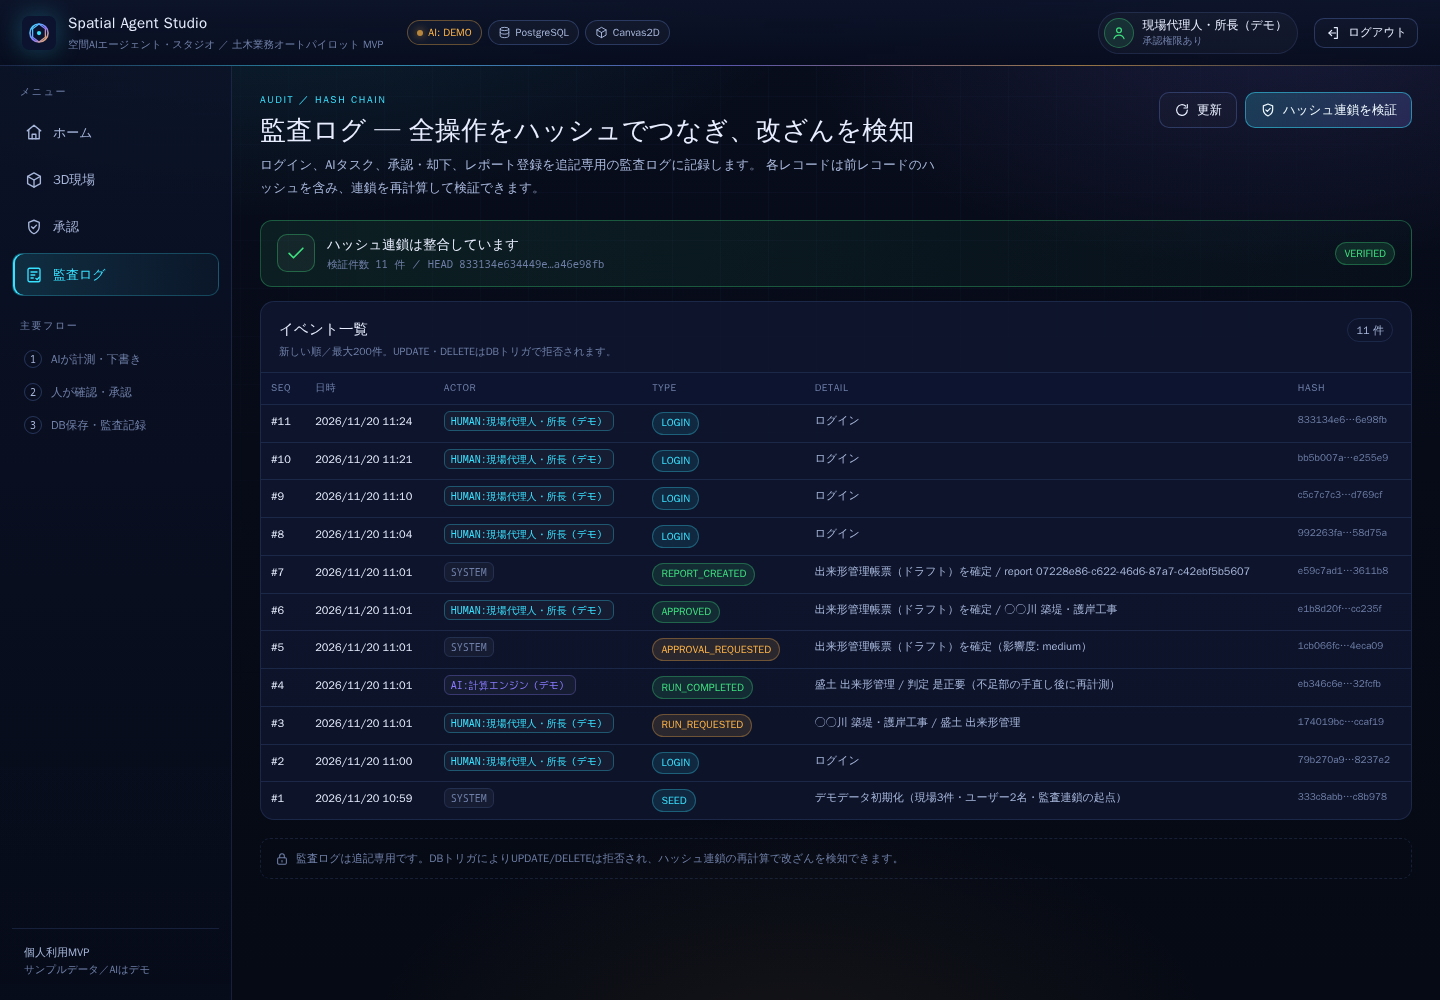 Spatial Agent Studio
空間AIエージェント・スタジオ ／ 土木業務オートパイロット MVP
AI: DEMO
PostgreSQL
Canvas2D
現場代理人・所長（デモ）
承認権限あり
ログアウト
メニュー
ホーム
3D現場
承認
監査ログ
主要フロー
1 AIが計測・下書き
2 人が確認・承認
3 DB保存・監査記録
個人利用MVP
サンプルデータ／AIはデモ
AUDIT ／ HASH CHAIN
監査ログ — 全操作をハッシュでつなぎ、改ざんを検知
ログイン、AIタスク、承認・却下、レポート登録を追記専用の監査ログに記録します。 各レコードは前レコードのハ
ッシュを含み、連鎖を再計算して検証できます。
更新
ハッシュ連鎖を検証
ハッシュ連鎖は整合しています
検証件数 11 件 ／ HEAD 833134e634449e…a46e98fb
VERIFIED
イベント一覧
新しい順／最大200件。UPDATE・DELETEはDBトリガで拒否されます。
11 件
SEQ 日時 ACTOR TYPE DETAIL HASH
#11 2026/11/20 11:24 HUMAN:現場代理人・所長（デモ） LOGIN ログイン 833134e6…6e98fb
#10 2026/11/20 11:21 HUMAN:現場代理人・所長（デモ） LOGIN ログイン bb5b007a…e255e9
#9 2026/11/20 11:10 HUMAN:現場代理人・所長（デモ） LOGIN ログイン c5c7c7c3…d769cf
#8 2026/11/20 11:04 HUMAN:現場代理人・所長（デモ） LOGIN ログイン 992263fa…58d75a
#7 2026/11/20 11:01 SYSTEM REPORT_CREATED 出来形管理帳票（ドラフト）を確定 / report 07228e86-c622-46d6-87a7-c42ebf5b5607 e59c7ad1…3611b8
#6 2026/11/20 11:01 HUMAN:現場代理人・所長（デモ） APPROVED 出来形管理帳票（ドラフト）を確定 / 〇〇川 築堤・護岸工事 e1b8d20f…cc235f
#5 2026/11/20 11:01 SYSTEM APPROVAL_REQUESTED 出来形管理帳票（ドラフト）を確定（影響度: medium） 1cb066fc…4eca09
#4 2026/11/20 11:01 AI:計算エンジン（デモ） RUN_COMPLETED 盛土 出来形管理 / 判定 是正要（不足部の手直し後に再計測） eb346c6e…32fcfb
#3 2026/11/20 11:01 HUMAN:現場代理人・所長（デモ） RUN_REQUESTED 〇〇川 築堤・護岸工事 / 盛土 出来形管理 174019bc…ccaf19
#2 2026/11/20 11:00 HUMAN:現場代理人・所長（デモ） LOGIN ログイン 79b270a9…8237e2
#1 2026/11/20 10:59 SYSTEM SEED デモデータ初期化（現場3件・ユーザー2名・監査連鎖の起点） 333c8abb…c8b978
監査ログは追記専用です。DBトリガによりUPDATE/DELETEは拒否され、ハッシュ連鎖の再計算で改ざんを検知できます。